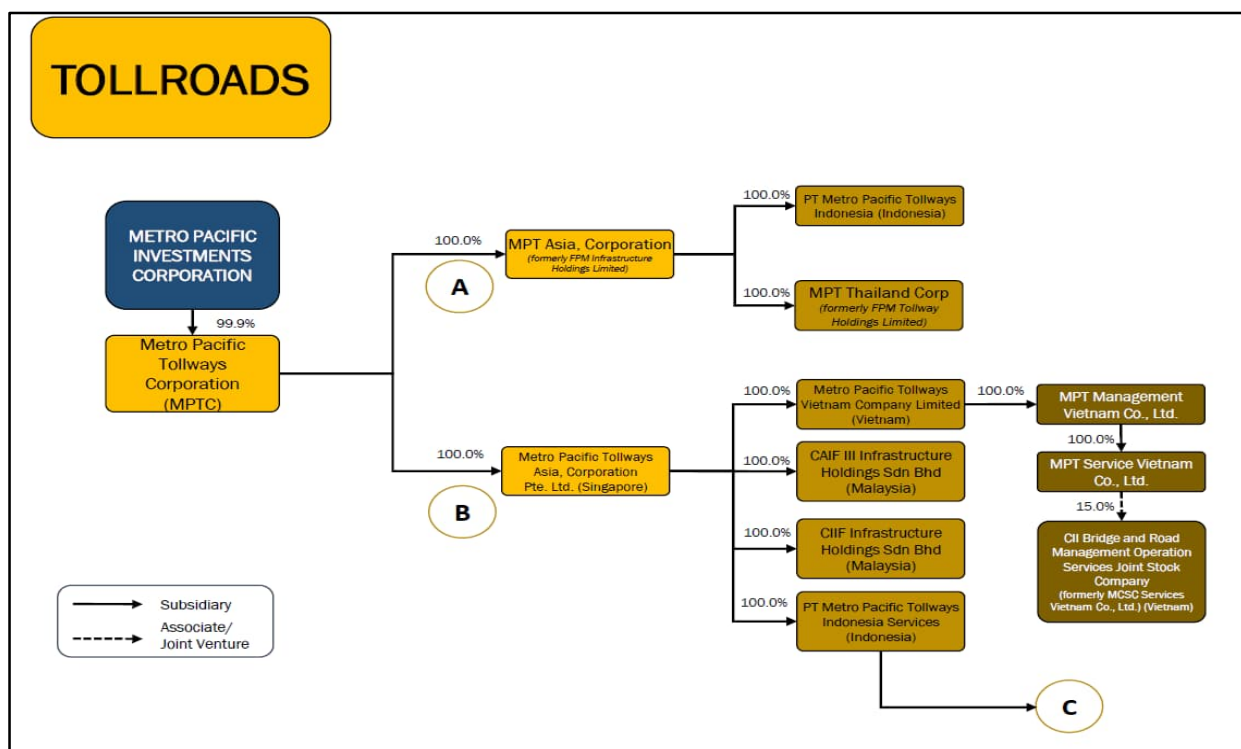 TOLLROADS
METRO PACIFIC
INVESTMENTS
CORPORATION
99.9%
Metro Pacific
Tollways
Corporation
(MPTC)
100.0%
A
MPT Asia, Corporation
(formerly FPM Infrastructure
Holdings Limited)
100.0%
PT Metro Pacific Tollways
Indonesia (Indonesia)
100.0%
MPT Thailand Corp
(formerly FPM Tollway
Holdings Limited)
100.0%
B
Metro Pacific Tollways
Asia, Corporation
Pte. Ltd. (Singapore)
100.0%
Metro Pacific Tollways
Vietnam Company Limited
(Vietnam)
100.0%
MPT Management
Vietnam Co., Ltd.
100.0%
MPT Service Vietnam
Co., Ltd.
15.0%
CII Bridge and Road
Management Operation
Services Joint Stock
Company
(formerly MCSC Services
Vietnam Co., Ltd.) (Vietnam)
100.0%
CAIF III Infrastructure
Holdings Sdn Bhd
(Malaysia)
100.0%
CIIF Infrastructure
Holdings Sdn Bhd
(Malaysia)
100.0%
PT Metro Pacific Tollways
Indonesia Services
(Indonesia)
C
Subsidiary
Associate/
Joint Venture